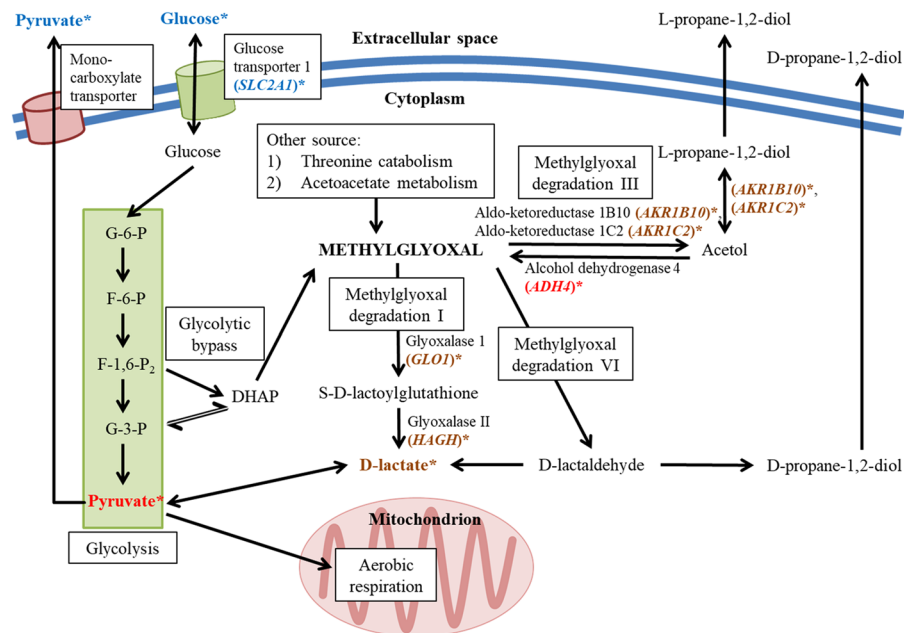 Pyruvate*
Glucose*
Extracellular space
Mono-
carboxylate
transporter
Glucose
transporter 1
(SLC2A1)*
Cytoplasm
L-propane-1,2-diol
D-propane-1,2-diol
Glucose
Other source:
1) Threonine catabolism
2) Acetoacetate metabolism
Methylglyoxal
degradation III
L-propane-1,2-diol
(AKR1B10)*,
(AKR1C2)*
Aldo-ketoreductase 1B10 (AKR1B10)*,
Aldo-ketoreductase 1C2 (AKR1C2)*
METHYLGLYOXAL
Acetol
Alcohol dehydrogenase 4
(ADH4)*
G-6-P
F-6-P
F-1,6-P2
G-3-P
Pyruvate*
Glycolysis
Glycolytic
bypass
DHAP
Methylglyoxal
degradation I
Glyoxalase 1
(GLO1)*
S-D-lactoylglutathione
Glyoxalase II
(HAGH)*
D-lactate*
Methylglyoxal
degradation VI
D-lactaldehyde
D-propane-1,2-diol
Mitochondrion
Aerobic
respiration